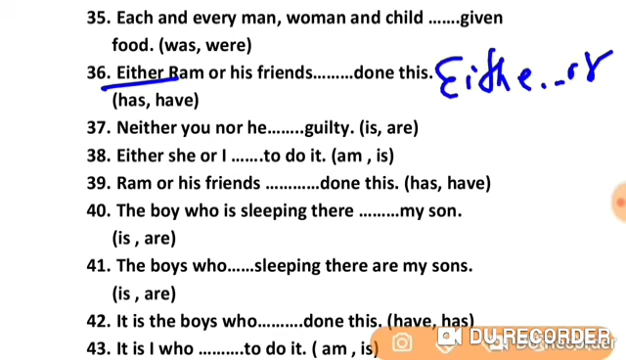 35. Each and every man, woman and child .......given
food. (was, were)
36. Either Ram or his friends.........done this. Eithe...or
(has, have)
37. Neither you nor he........guilty. (is, are)
38. Either she or I .......to do it. (am , is)
39. Ram or his friends ............done this. (has, have)
40. The boy who is sleeping there .........my son.
(is , are)
41. The boys who......sleeping there are my sons.
(is , are)
42. It is the boys who..........done this. (have, has)
DU RECORDER
43. It is I who ..........to do it. ( am , is)